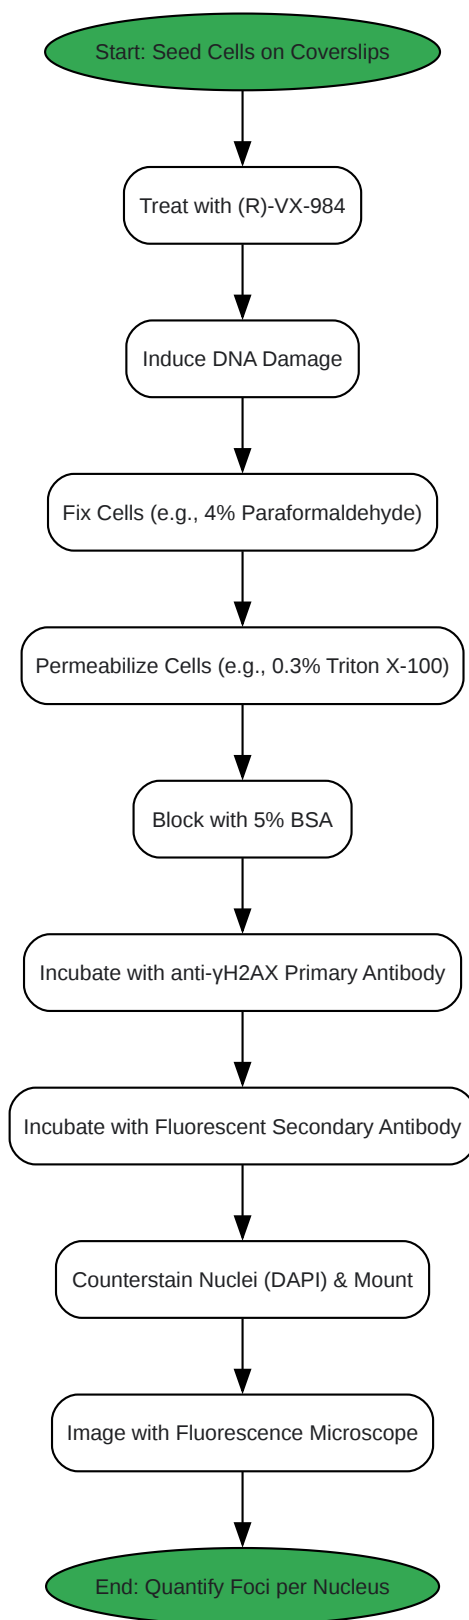 Start: Seed Cells on Coverslips
Treat with (R)-VX-984
Induce DNA Damage
Fix Cells (e.g., 4% Paraformaldehyde)
Permeabilize Cells (e.g., 0.3% Triton X-100)
Block with 5% BSA
Incubate with anti-γH2AX Primary Antibody
Incubate with Fluorescent Secondary Antibody
Counterstain Nuclei (DAPI) & Mount
Image with Fluorescence Microscope
End: Quantify Foci per Nucleus